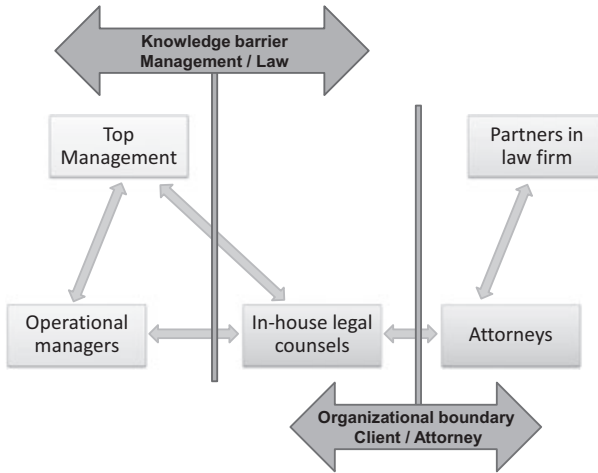 Knowledge barrier
Management / Law
Top
Management
Partners in
law firm
Operational
managers
In-house legal
counsels
Attorneys
Organizational boundary
Client / Attorney